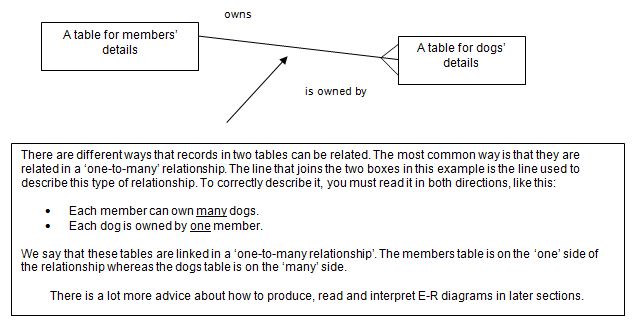 owns
A table for members’
details
A table for dogs’
details
is owned by
There are different ways that records in two tables can be related. The most common way is that they are
related in a ‘one-to-many’ relationship. The line that joins the two boxes in this example is the line used to
describe this type of relationship. To correctly describe it, you must read it in both directions, like this:
• Each member can own many dogs.
• Each dog is owned by one member.
We say that these tables are linked in a ‘one-to-many relationship’. The members table is on the ‘one’ side of
the relationship whereas the dogs table is on the ‘many’ side.
There is a lot more advice about how to produce, read and interpret E-R diagrams in later sections.